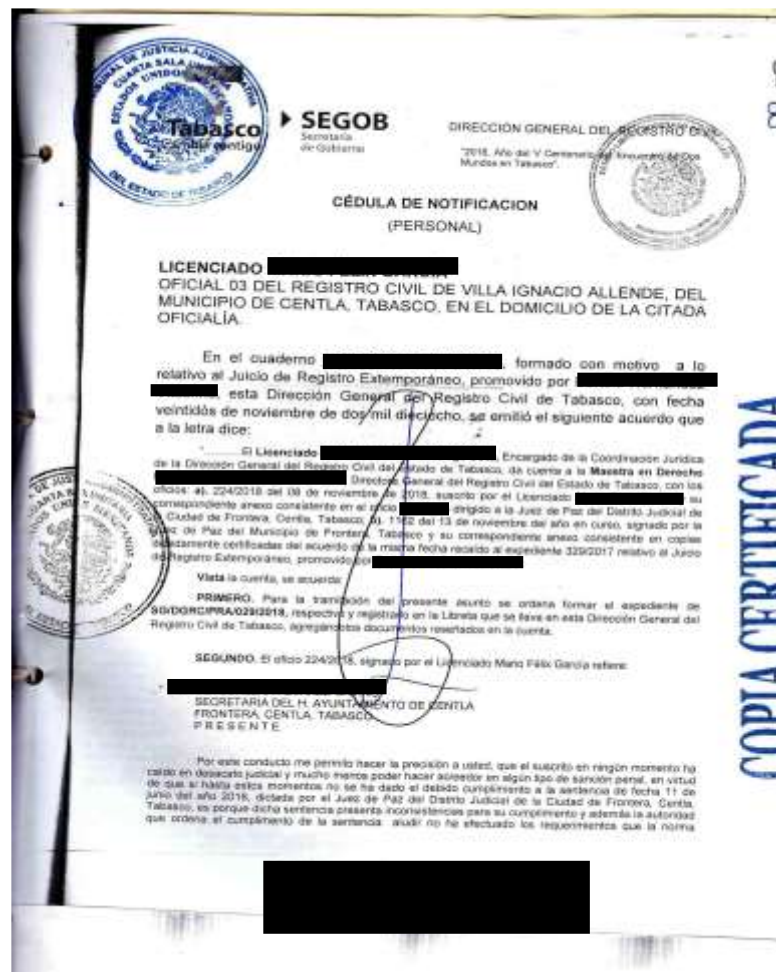 TRIBUNAL DE JUSTICIA ADMINISTRATIVA
CUARTA SALA UNITARIA
ESTADOS UNIDOS
DEL ESTADO DE TABASCO
Tabasco
cambia contigo
SEGOB
Secretaría
de Gobierno
DIRECCIÓN GENERAL DEL REGISTRO CIVIL
"2018, Año del V Centenario del Encuentro de Dos
Mundos en Tabasco".
CÉDULA DE NOTIFICACION
(PERSONAL)
LICENCIADO
OFICIAL 03 DEL REGISTRO CIVIL DE VILLA IGNACIO ALLENDE, DEL
MUNICIPIO DE CENTLA, TABASCO, EN EL DOMICILIO DE LA CITADA
OFICIALÍA.
En el cuaderno , formado con motivo a lo
relativo al Juicio de Registro Extemporáneo, promovido por
, esta Dirección General del Registro Civil de Tabasco, con fecha
veintidós de noviembre de dos mil dieciocho, se emitió el siguiente acuerdo que
a la letra dice:
"........El Licenciado , Encargado de la Coordinación Jurídica
de la Dirección General del Registro Civil del Estado de Tabasco, da cuenta a la Maestra en Derecho
Directora General del Registro Civil del Estado de Tabasco, con los
oficios: a). 224/2018 del 08 de noviembre de 2018, suscrito por el Licenciado su
correspondiente anexo consistente en el oficio dirigido a la Juez de Paz del Distrito Judicial de
la Ciudad de Frontera, Centla, Tabasco; b). 1162 del 13 de noviembre del año en curso, signado por la
Juez de Paz del Municipio de Frontera, Tabasco y su correspondiente anexo consistente en copias
debidamente certificadas del acuerdo de la misma fecha recaído al expediente 329/2017 relativo al Juicio
de Registro Extemporáneo, promovido por
Vista la cuenta, se acuerda:
PRIMERO. Para la tramitación del presente asunto se ordena formar el expediente de
SG/DGRC/PRA/029/2018, respectivo y registrado en la Libreta que se lleva en esta Dirección General del
Registro Civil de Tabasco, agregándotos documentos reseñados en la cuenta.
SEGUNDO. El oficio 224/2018, signado por el Licenciado Mario Félix García refiere:
SECRETARIA DEL H. AYUNTAMIENTO DE CENTLA
FRONTERA, CENTLA, TABASCO
P R E S E N T E
Por este conducto me permito hacer la precisión a usted, que el suscrito en ningún momento ha
caído en desacato judicial y mucho menos poder hacer acreedor en algún tipo de sanción penal, en virtud
de que si hasta estos momentos no se ha dado el debido cumplimiento a la sentencia de fecha 11 de
junio del año 2018, dictada por el Juez de Paz del Distrito Judicial de la Ciudad de Frontera, Centla,
Tabasco, es porque dicha sentencia presenta inconsistencias para su cumplimiento y además la autoridad
que ordena el cumplimento de la sentencia aludir no ha efectuado los requerimientos que la norma
COPIA CERTIFICADA